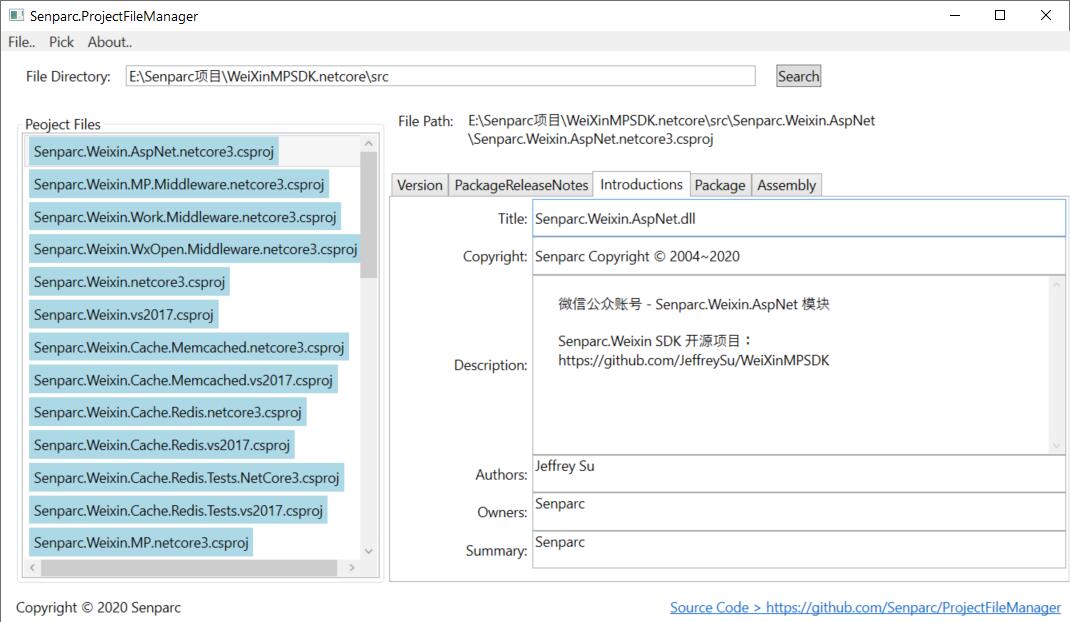 Senparc.ProjectFileManager
File.. Pick About..
File Directory: E:\Senparc项目\WeiXinMPSDK.netcore\src Search
Peoject Files
Senparc.Weixin.AspNet.netcore3.csproj
Senparc.Weixin.MP.Middleware.netcore3.csproj
Senparc.Weixin.Work.Middleware.netcore3.csproj
Senparc.Weixin.WxOpen.Middleware.netcore3.csproj
Senparc.Weixin.netcore3.csproj
Senparc.Weixin.vs2017.csproj
Senparc.Weixin.Cache.Memcached.netcore3.csproj
Senparc.Weixin.Cache.Memcached.vs2017.csproj
Senparc.Weixin.Cache.Redis.netcore3.csproj
Senparc.Weixin.Cache.Redis.vs2017.csproj
Senparc.Weixin.Cache.Redis.Tests.NetCore3.csproj
Senparc.Weixin.Cache.Redis.Tests.vs2017.csproj
Senparc.Weixin.MP.netcore3.csproj
File Path: E:\Senparc项目\WeiXinMPSDK.netcore\src\Senparc.Weixin.AspNet
\Senparc.Weixin.AspNet.netcore3.csproj
Version PackageReleaseNotes Introductions Package Assembly
Title: Senparc.Weixin.AspNet.dll
Copyright: Senparc Copyright © 2004~2020
Description: 微信公众账号 - Senparc.Weixin.AspNet 模块
Senparc.Weixin SDK 开源项目：
https://github.com/JeffreySu/WeiXinMPSDK
Authors: Jeffrey Su
Owners: Senparc
Summary: Senparc
Copyright © 2020 Senparc
Source Code > https://github.com/Senparc/ProjectFileManager